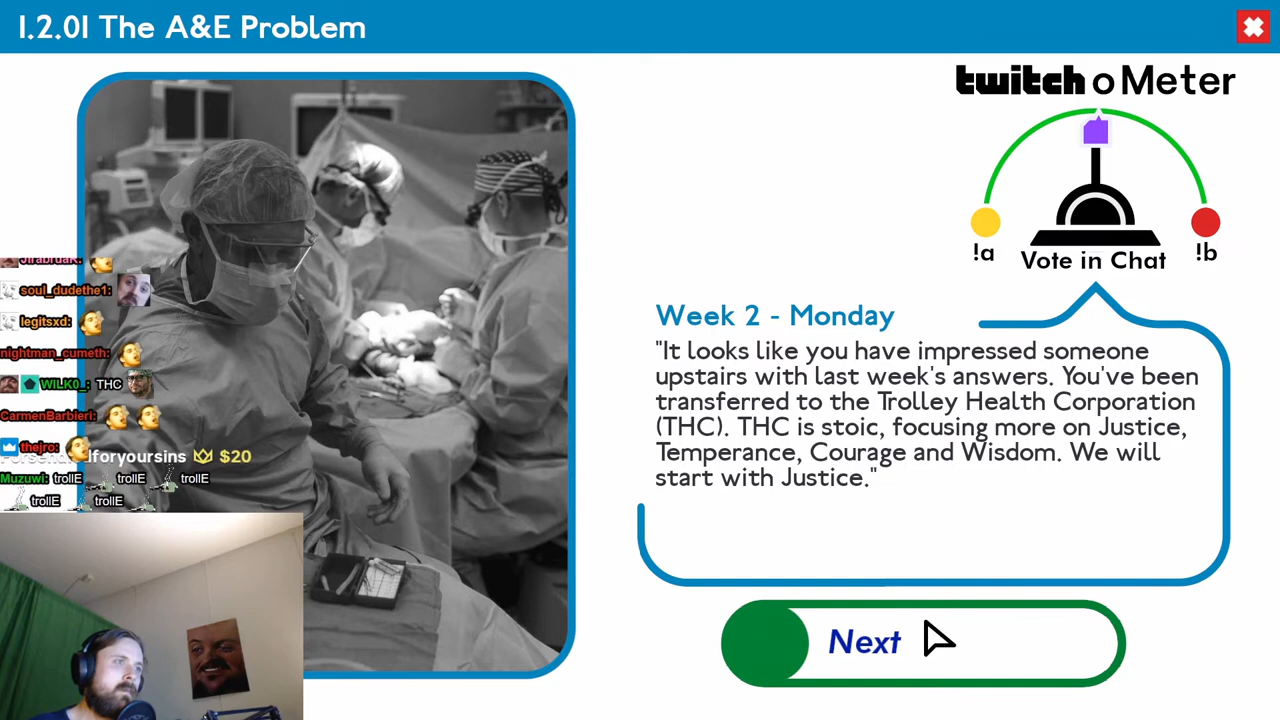 1.2.01 The A&E Problem
twitch o Meter
!a
Vote in Chat
!b
Week 2 - Monday
"It looks like you have impressed someone
upstairs with last week's answers. You've been
transferred to the Trolley Health Corporation
(THC). THC is stoic, focusing more on Justice,
Temperance, Courage and Wisdom. We will
start with Justice."
Next
soul_dudethe1:
legitsxd:
nightman_cumeth:
WILK0_: THC
CarmenBarbieri:
thejro:
lforyoursins $20
Muzuwi: trollE trollE trollE
trollE trollE